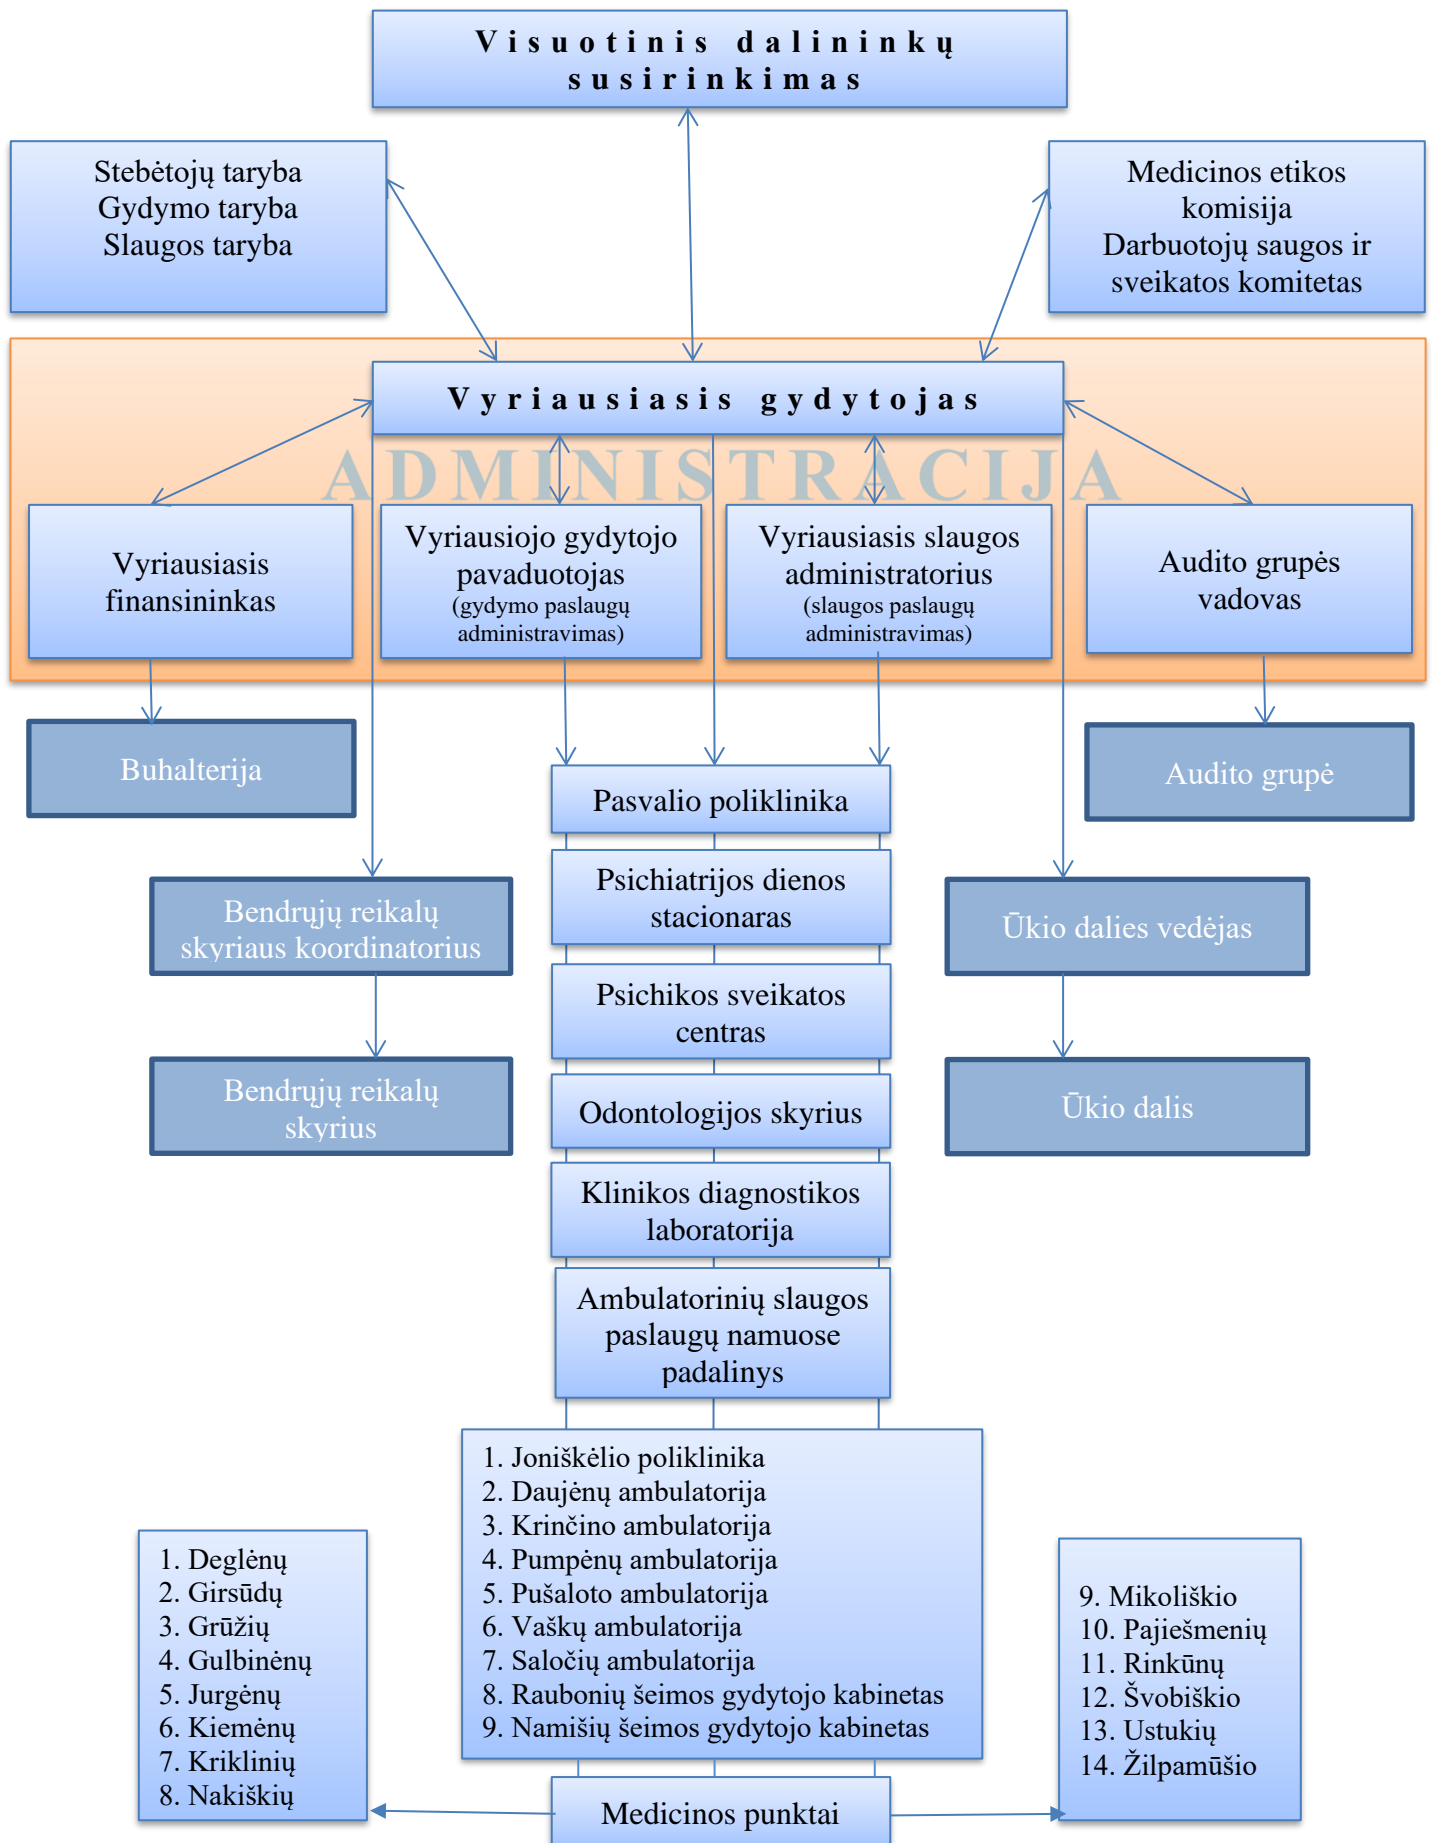 Visuotinis dalininkų
susirinkimas
Stebėtojų taryba
Gydymo taryba
Slaugos taryba
Medicinos etikos
komisija
Darbuotojų saugos ir
sveikatos komitetas
Vyriausiasis gydytojas
ADMINISTRACIJA
Vyriausiasis
finansininkas
Vyriausiojo gydytojo
pavaduotojas
(gydymo paslaugų
administravimas)
Vyriausiasis slaugos
administratorius
(slaugos paslaugų
administravimas)
Audito grupės
vadovas
Buhalterija
Audito grupė
Pasvalio poliklinika
Psichiatrijos dienos
stacionaras
Bendrųjų reikalų
skyriaus koordinatorius
Ūkio dalies vedėjas
Psichikos sveikatos
centras
Bendrųjų reikalų
skyrius
Odontologijos skyrius
Ūkio dalis
Klinikos diagnostikos
laboratorija
Ambulatorinių slaugos
paslaugų namuose
padalinys
1. Joniškėlio poliklinika
2. Daujėnų ambulatorija
3. Krinčino ambulatorija
4. Pumpėnų ambulatorija
5. Pušaloto ambulatorija
6. Vaškų ambulatorija
7. Saločių ambulatorija
8. Raubonių šeimos gydytojo kabinetas
9. Namišių šeimos gydytojo kabinetas
1. Deglėnų
2. Girsūdų
3. Grūžių
4. Gulbinėnų
5. Jurgėnų
6. Kiemėnų
7. Kriklinių
8. Nakiškių
9. Mikoliškio
10. Pajiešmenių
11. Rinkūnų
12. Švobiškio
13. Ustukių
14. Žilpamūšio
Medicinos punktai